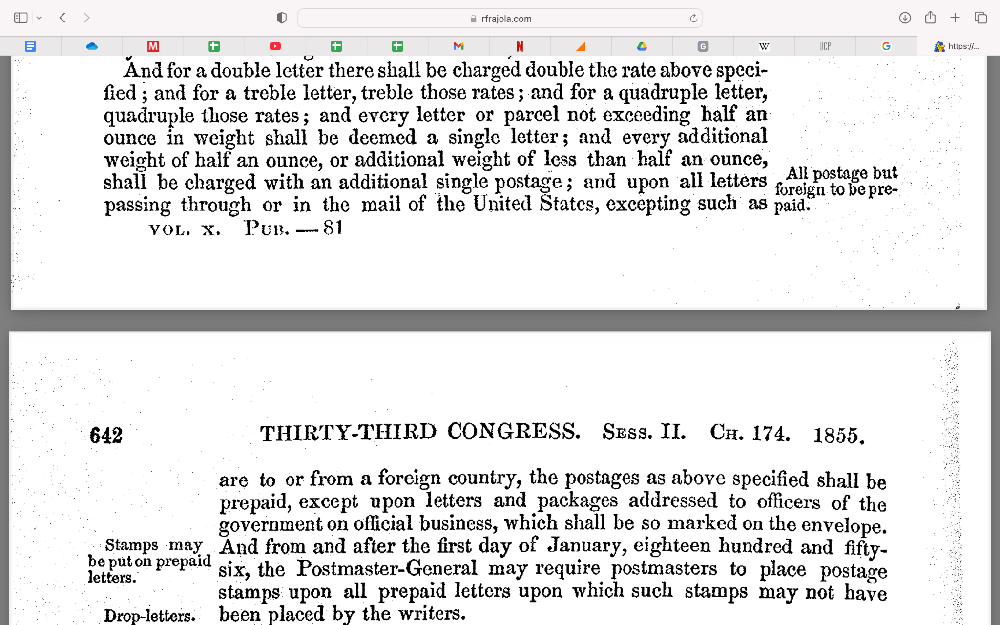 rfrajola.com
M
G
W
UCP
G
https://...
And for a double letter there shall be charged double the rate above speci-
fied; and for a treble letter, treble those rates; and for a quadruple letter,
quadruple those rates; and every letter or parcel not exceeding half an
ounce in weight shall be deemed a single letter; and every additional
weight of half an ounce, or additional weight of less than half an ounce,
shall be charged with an additional single postage; and upon all letters
passing through or in the mail of the United States, excepting such as
All postage but
foreign to be pre-
paid.
VOL. X. PUB. — 81
642
THIRTY-THIRD CONGRESS. SESS. II. CH. 174. 1855.
are to or from a foreign country, the postages as above specified shall be
prepaid, except upon letters and packages addressed to officers of the
government on official business, which shall be so marked on the envelope.
And from and after the first day of January, eighteen hundred and fifty-
six, the Postmaster-General may require postmasters to place postage
stamps upon all prepaid letters upon which such stamps may not have
been placed by the writers.
Stamps may
be put on prepaid
letters.
Drop-letters.